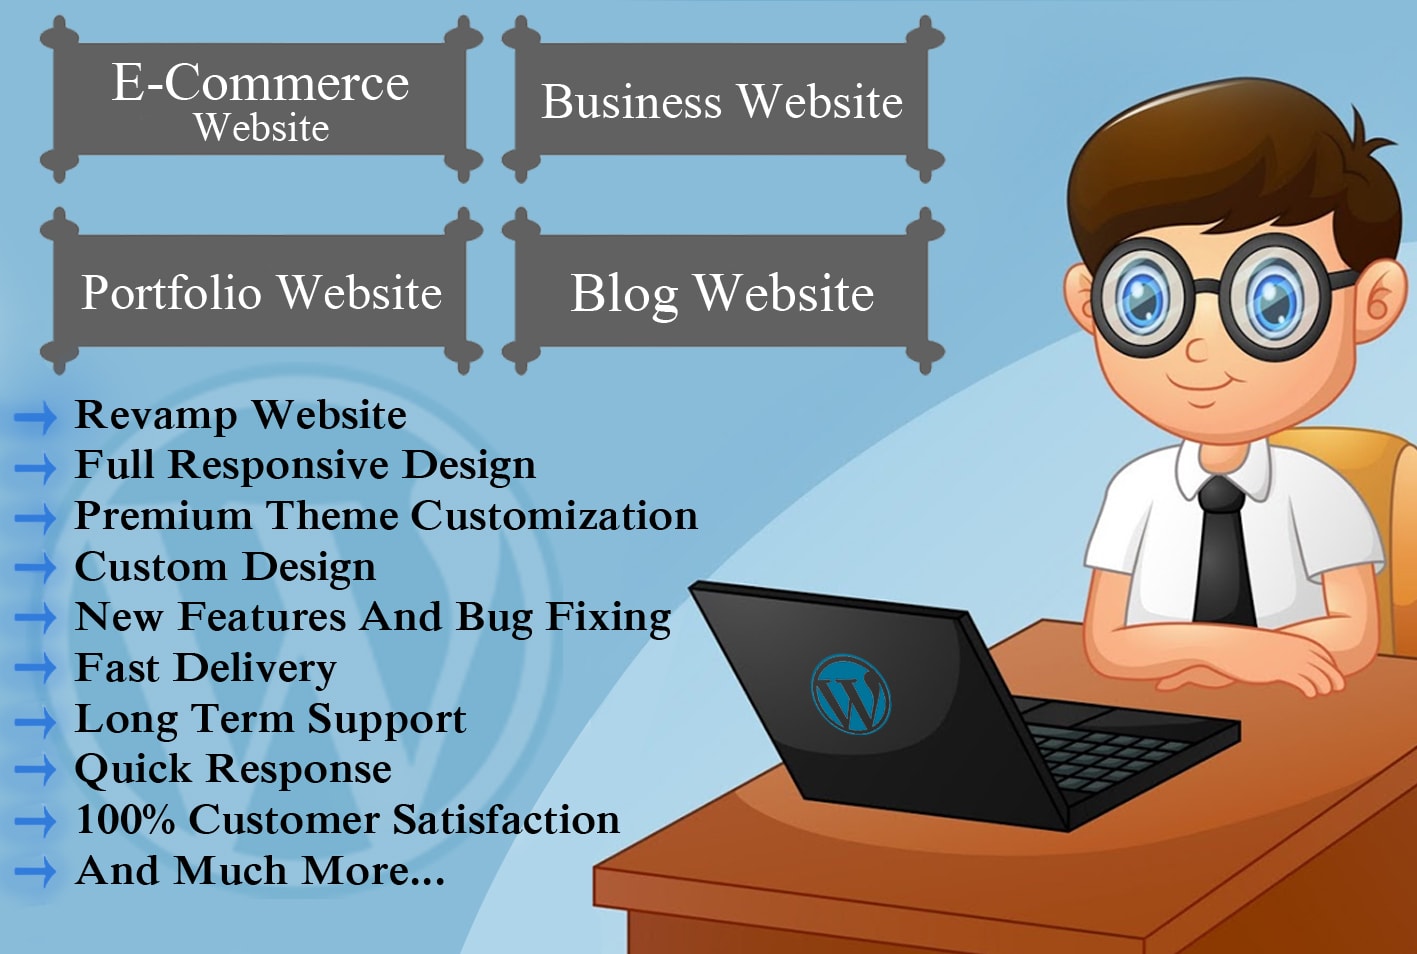 E-Commerce
Website
Business Website
Portfolio Website
Blog Website
Revamp Website
Full Responsive Design
Premium Theme Customization
Custom Design
New Features And Bug Fixing
Fast Delivery
Long Term Support
Quick Response
100% Customer Satisfaction
And Much More...